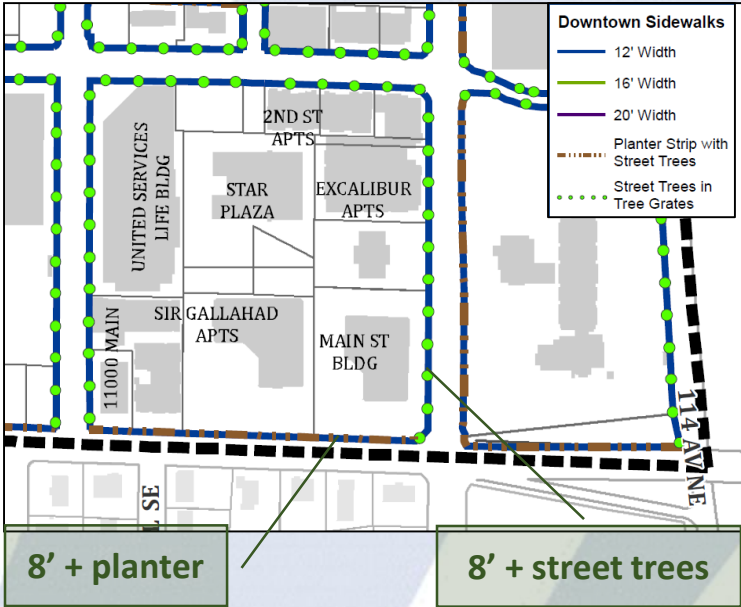 Downtown Sidewalks
12' Width
16' Width
20' Width
Planter Strip with
Street Trees
Street Trees in
Tree Grates
2ND ST
APTS
UNITED SERVICES
LIFE BLDG
STAR
PLAZA
EXCALIBUR
APTS
SIR GALLAHAD
APTS
11000 MAIN
MAIN ST
BLDG
114 AV NE
L SE
8’ + planter
8’ + street trees